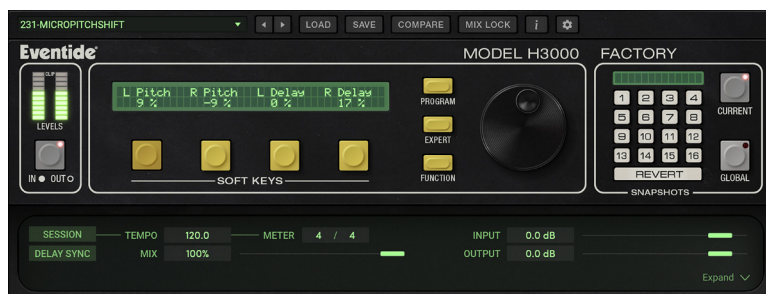 231-MICROPITCHSHIFT LOAD SAVE COMPARE MIX LOCK i
Eventide® MODEL H3000 FACTORY
CLIP
LEVELS
IN OUT
L Pitch R Pitch L Delay R Delay
9 % -9 % 0 % 17 %
SOFT KEYS
PROGRAM
EXPERT
FUNCTION
1 2 3 4
5 6 7 8
9 10 11 12
13 14 15 16
REVERT
SNAPSHOTS
CURRENT
GLOBAL
SESSION TEMPO 120.0 METER 4 / 4 INPUT 0.0 dB
DELAY SYNC MIX 100% OUTPUT 0.0 dB
Expand